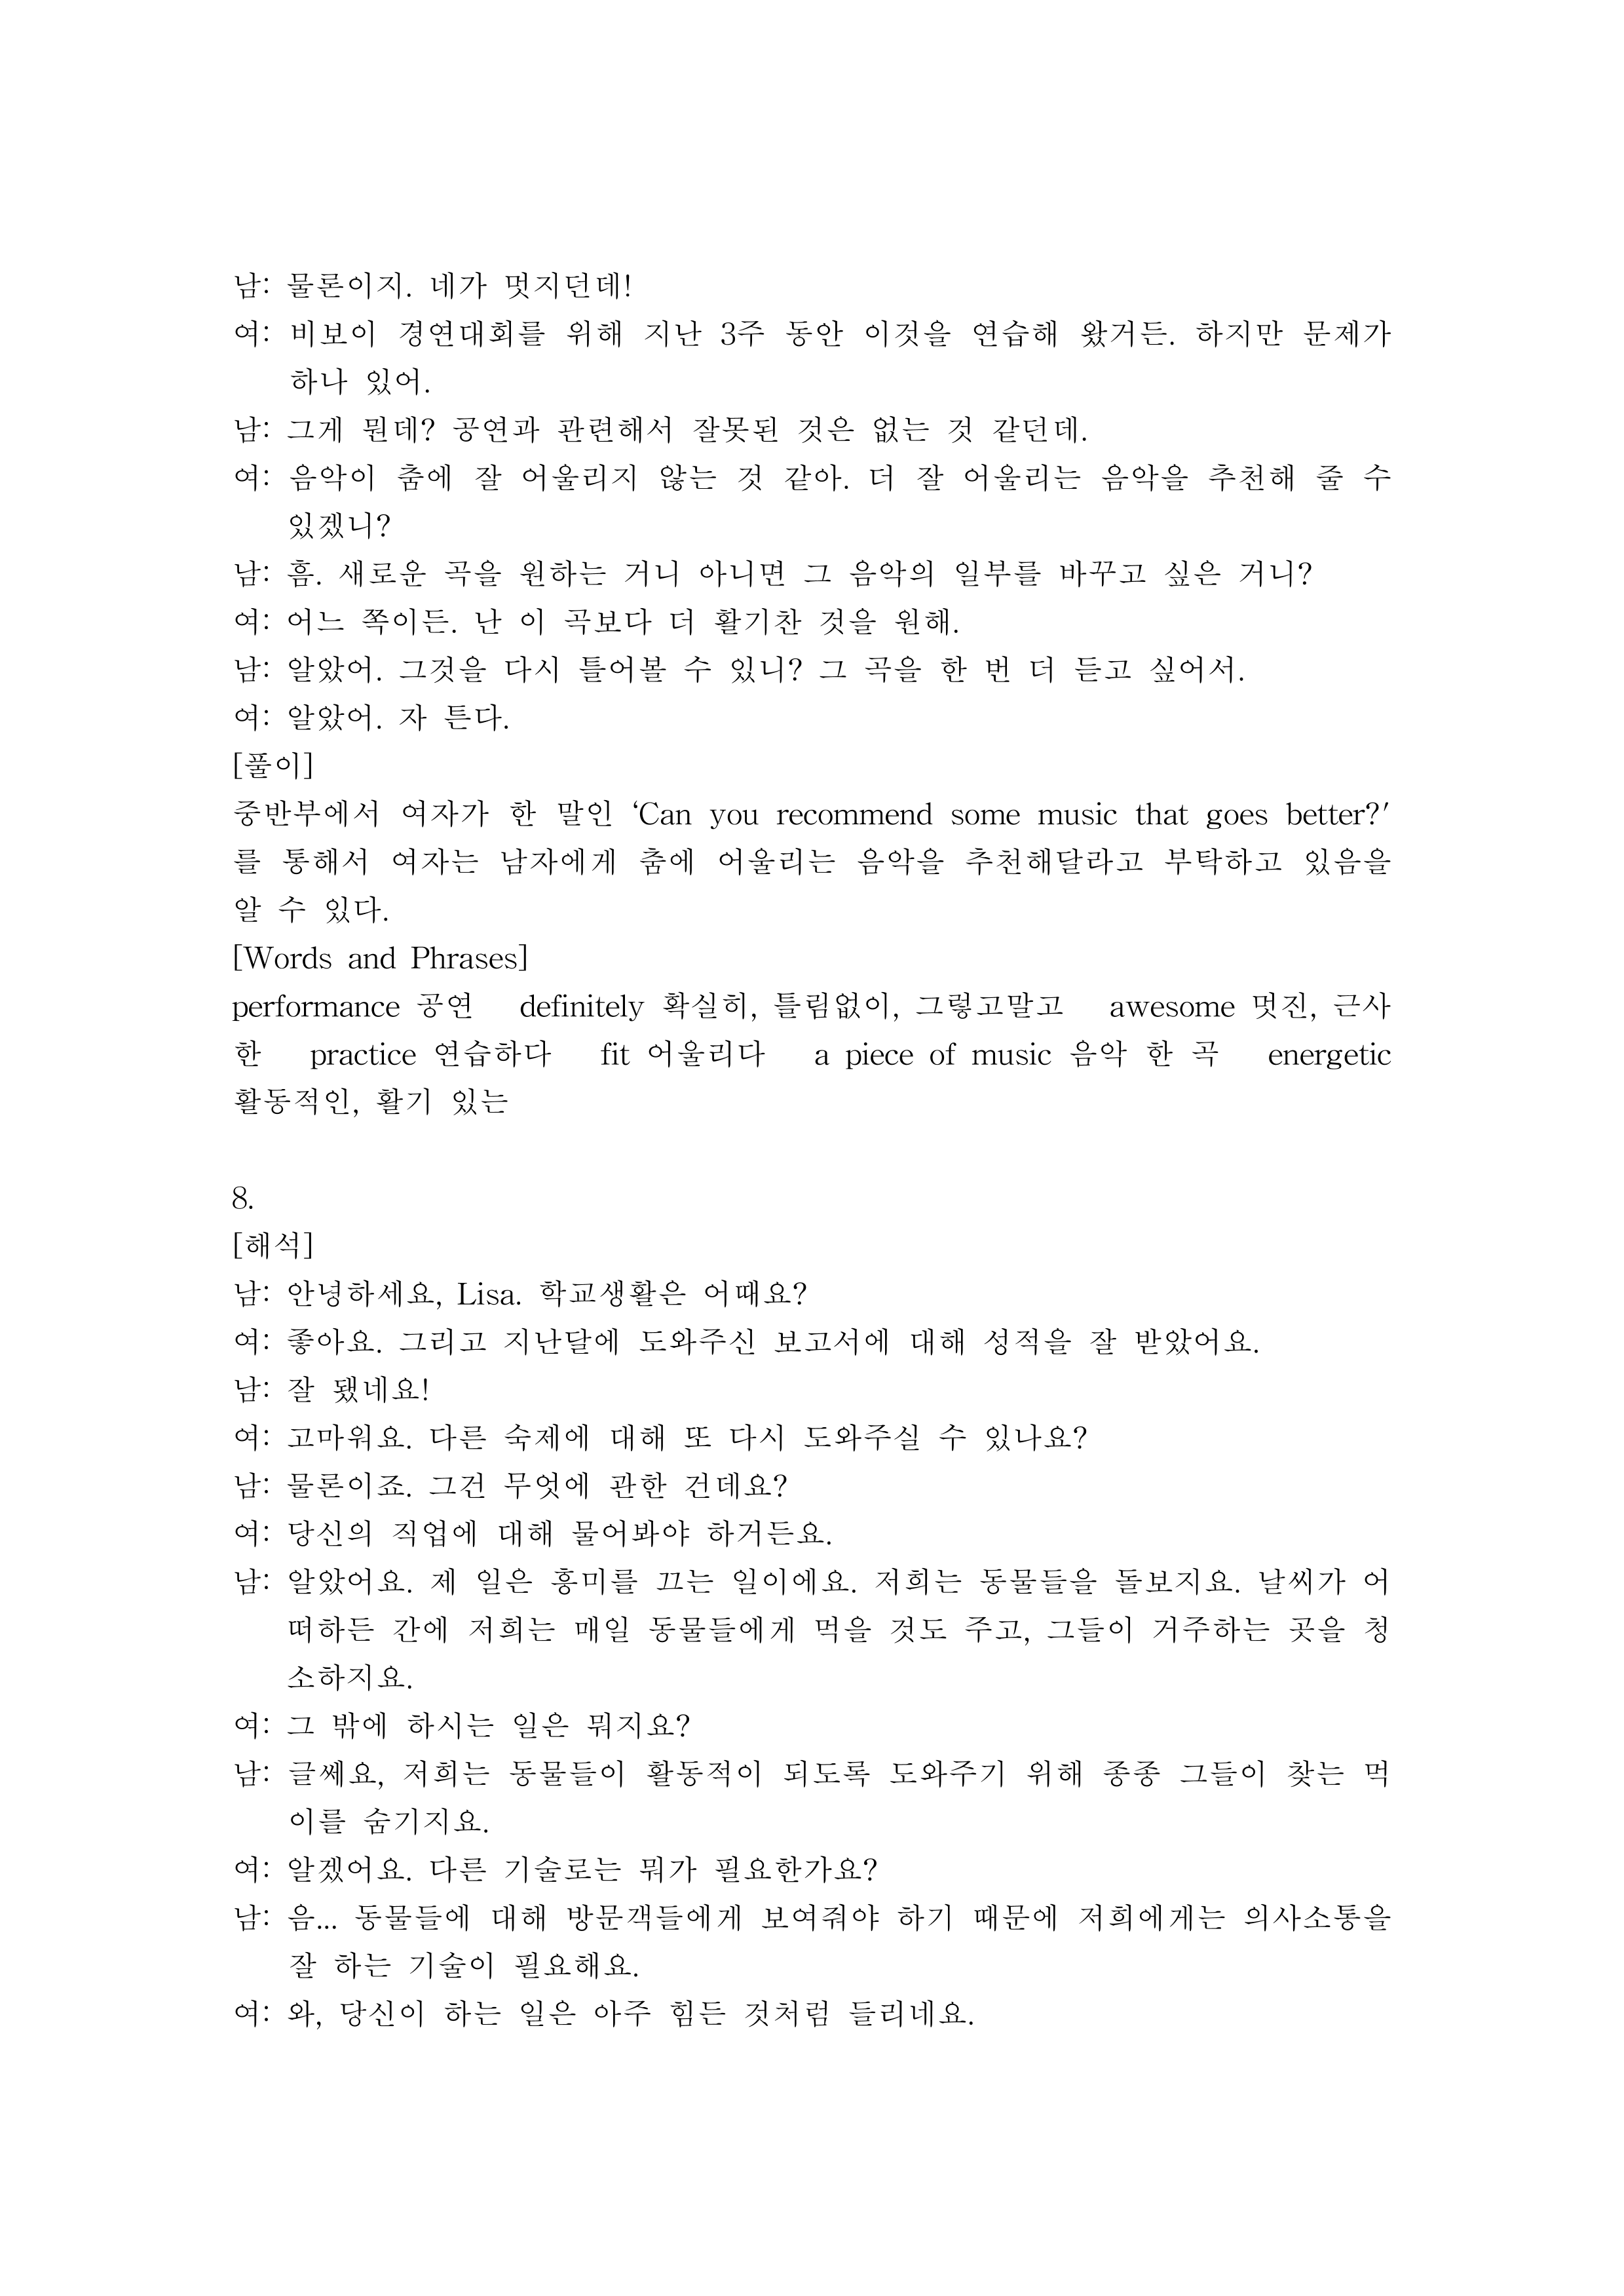 남: 물론이지. 네가 멋지던데!
여: 비보이 경연대회를 위해 지난 3주 동안 이것을 연습해 왔거든. 하지만 문제가
하나 있어.
남: 그게 뭔데? 공연과 관련해서 잘못된 것은 없는 것 같던데.
여: 음악이 춤에 잘 어울리지 않는 것 같아. 더 잘 어울리는 음악을 추천해 줄 수
있겠니?
남: 흠. 새로운 곡을 원하는 거니 아니면 그 음악의 일부를 바꾸고 싶은 거니?
여: 어느 쪽이든. 난 이 곡보다 더 활기찬 것을 원해.
남: 알았어. 그것을 다시 틀어볼 수 있니? 그 곡을 한 번 더 듣고 싶어서.
여: 알았어. 자 튼다.
[풀이]
중반부에서 여자가 한 말인 ‘Can you recommend some music that goes better?’
를 통해서 여자는 남자에게 춤에 어울리는 음악을 추천해달라고 부탁하고 있음을
알 수 있다.
[Words and Phrases]
performance 공연 definitely 확실히, 틀림없이, 그렇고말고 awesome 멋진, 근사
한 practice 연습하다 fit 어울리다 a piece of music 음악 한 곡 energetic
활동적인, 활기 있는
8.
[해석]
남: 안녕하세요, Lisa. 학교생활은 어때요?
여: 좋아요. 그리고 지난달에 도와주신 보고서에 대해 성적을 잘 받았어요.
남: 잘 됐네요!
여: 고마워요. 다른 숙제에 대해 또 다시 도와주실 수 있나요?
남: 물론이죠. 그건 무엇에 관한 건데요?
여: 당신의 직업에 대해 물어봐야 하거든요.
남: 알았어요. 제 일은 흥미를 끄는 일이에요. 저희는 동물들을 돌보지요. 날씨가 어
떠하든 간에 저희는 매일 동물들에게 먹을 것도 주고, 그들이 거주하는 곳을 청
소하지요.
여: 그 밖에 하시는 일은 뭐지요?
남: 글쎄요, 저희는 동물들이 활동적이 되도록 도와주기 위해 종종 그들이 찾는 먹
이를 숨기지요.
여: 알겠어요. 다른 기술로는 뭐가 필요한가요?
남: 음... 동물들에 대해 방문객들에게 보여줘야 하기 때문에 저희에게는 의사소통을
잘 하는 기술이 필요해요.
여: 와, 당신이 하는 일은 아주 힘든 것처럼 들리네요.